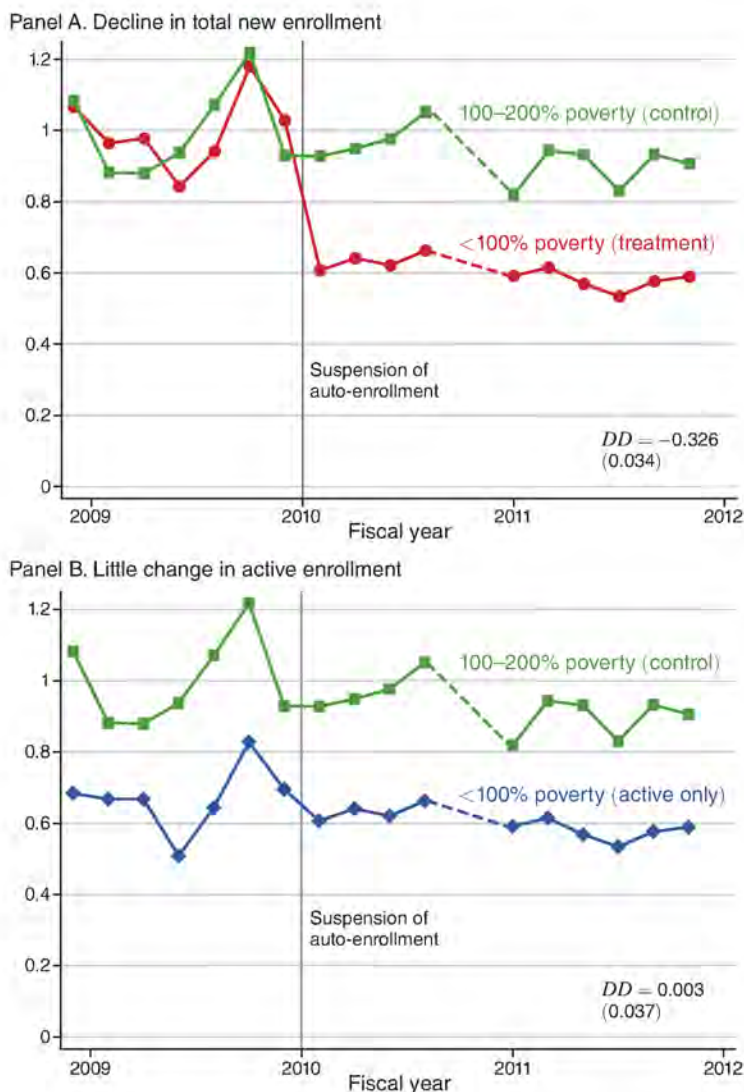 Panel A. Decline in total new enrollment
1.2
1
0.8
0.6
0.4
0.2
0
100–200% poverty (control)
<100% poverty (treatment)
Suspension of
auto-enrollment
DD = −0.326
(0.034)
2009
2010
2011
2012
Fiscal year
Panel B. Little change in active enrollment
1.2
1
0.8
0.6
0.4
0.2
0
100–200% poverty (control)
<100% poverty (active only)
Suspension of
auto-enrollment
DD = 0.003
(0.037)
2009
2010
2011
2012
Fiscal year